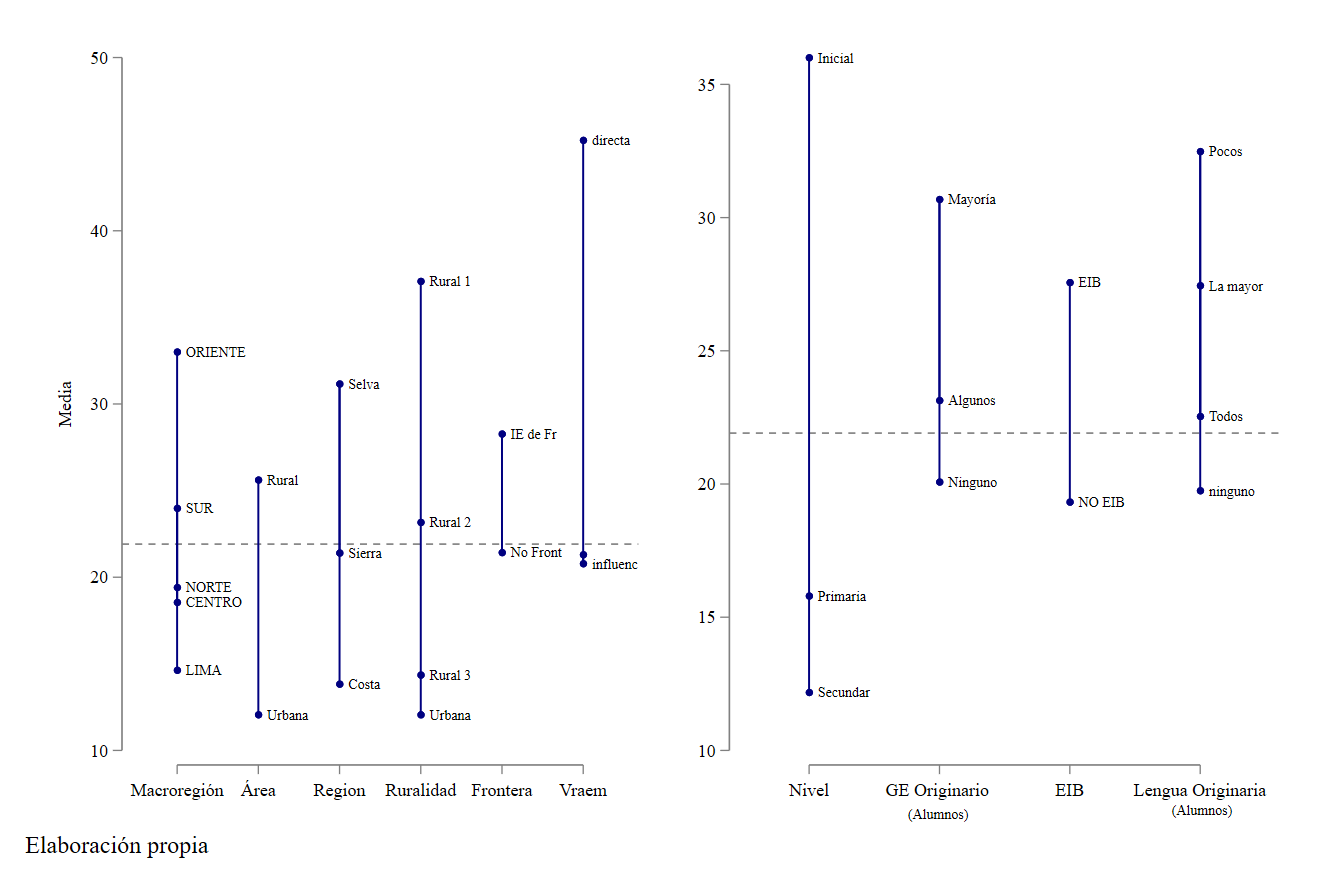 50
40
30
20
10
Media
ORIENTE
SUR
NORTE
CENTRO
LIMA
Rural
Urbana
Selva
Sierra
Costa
Rural 1
Rural 2
Rural 3
Urbana
IE de Fr
No Front
directa
influenc
Macroregión
Área
Region
Ruralidad
Frontera
Vraem
35
30
25
20
15
10
Inicial
Primaria
Secundar
Mayoría
Algunos
Ninguno
EIB
NO EIB
Pocos
La mayor
Todos
ninguno
Nivel
GE Originario
(Alumnos)
EIB
Lengua Originaria
(Alumnos)
Elaboración propia